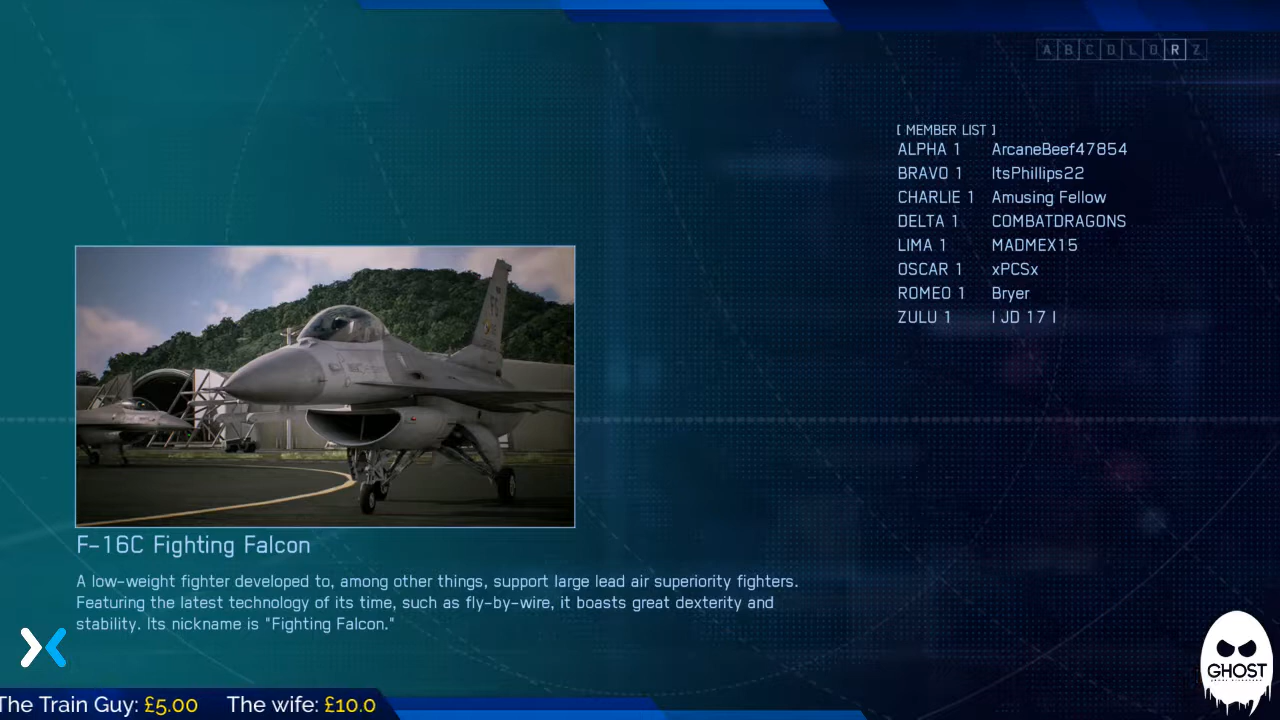 A B C D L O R Z
[ MEMBER LIST ]
ALPHA 1 ArcaneBeef47854
BRAVO 1 ItsPhillips22
CHARLIE 1 Amusing Fellow
DELTA 1 COMBATDRAGONS
LIMA 1 MADMEX15
OSCAR 1 xPCSx
ROMEO 1 Bryer
ZULU 1 I JD 17 I
F-16C Fighting Falcon
A low-weight fighter developed to, among other things, support large lead air superiority fighters.
Featuring the latest technology of its time, such as fly-by-wire, it boasts great dexterity and
stability. Its nickname is "Fighting Falcon."
GHOST
The Train Guy: £5.00 The wife: £10.0